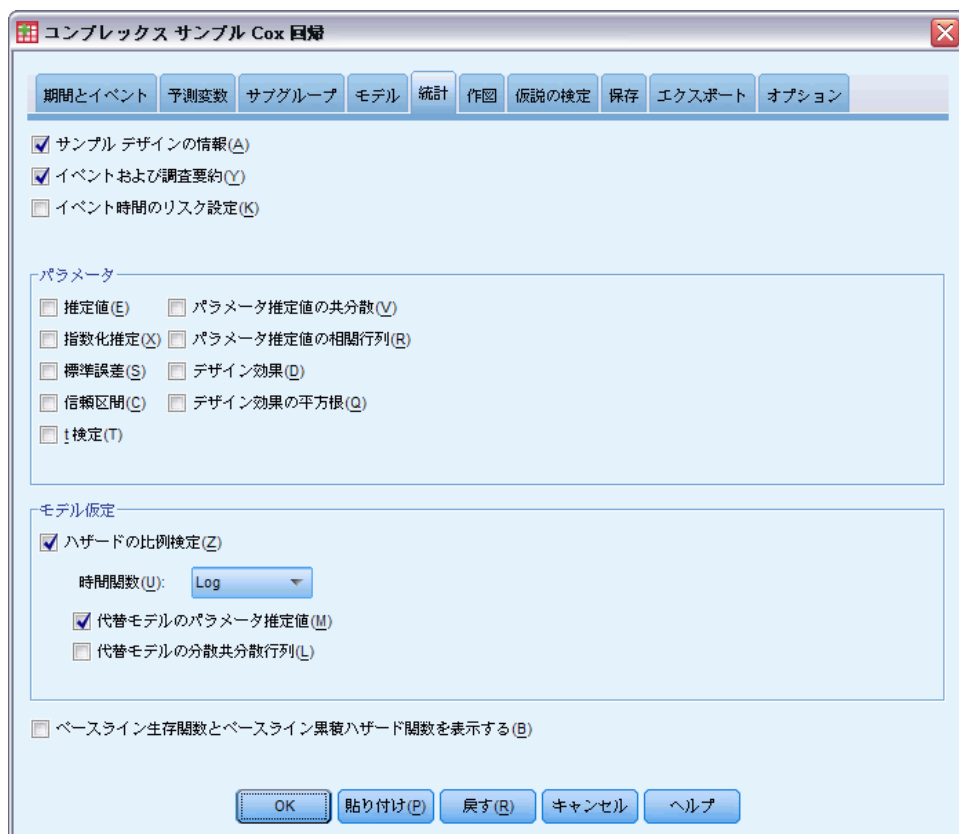 コンプレックス サンプル Cox 回帰
期間とイベント 予測変数 サブグループ モデル 統計 作図 仮説の検定 保存 エクスポート オプション
サンプル デザインの情報(A)
イベントおよび調査要約(Y)
イベント時間のリスク設定(K)
パラメータ
推定値(E) パラメータ推定値の共分散(V)
指数化推定(X) パラメータ推定値の相関行列(R)
標準誤差(S) デザイン効果(D)
信頼区間(C) デザイン効果の平方根(Q)
t検定(T)
モデル仮定
ハザードの比例検定(Z)
時間関数(U): Log
代替モデルのパラメータ推定値(M)
代替モデルの分散共分散行列(L)
ベースライン生存関数とベースライン累積ハザード関数を表示する(B)
OK 貼り付け(P) 戻す(R) キャンセル ヘルプ